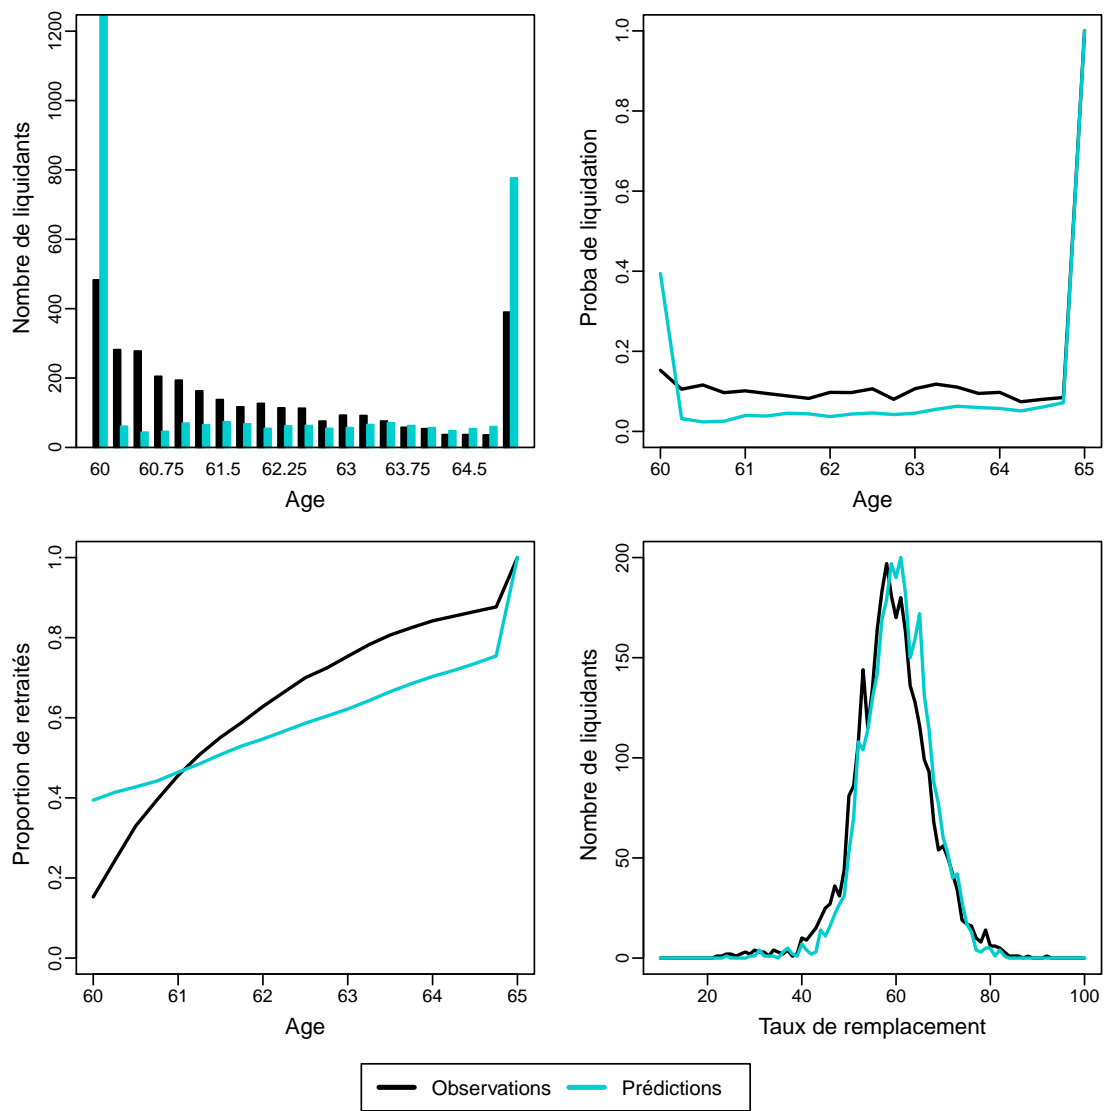 Nombre de liquidants
0 200 400 600 800 1000 1200
60 60.75 61.5 62.25 63 63.75 64.5
Age
Proba de liquidation
0.0 0.2 0.4 0.6 0.8 1.0
60 61 62 63 64 65
Age
Proportion de retraités
0.0 0.2 0.4 0.6 0.8 1.0
60 61 62 63 64 65
Age
Nombre de liquidants
0 50 100 150 200
20 40 60 80 100
Taux de remplacement
Observations Prédictions